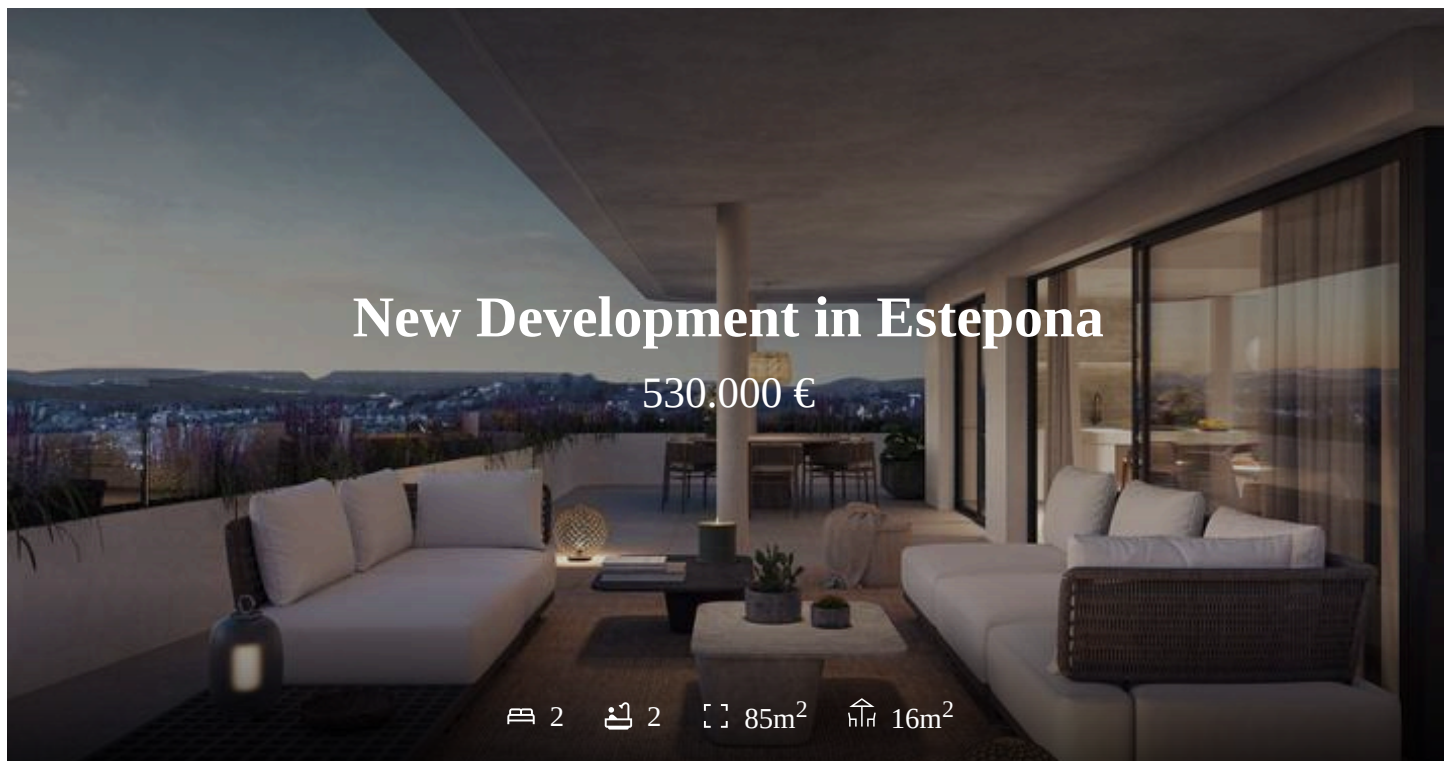 New Development in Estepona
530.000 €
2 2 85m² 16m²